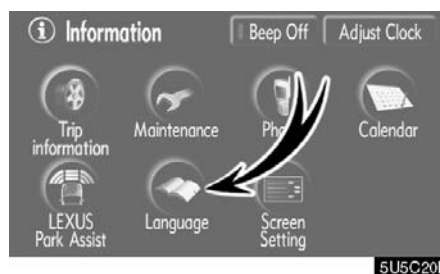 i Information
Beep Off
Adjust Clock
Trip
information
Maintenance
Calendar
LEXUS
Park Assist
Language
Screen
Setting
5U5C20